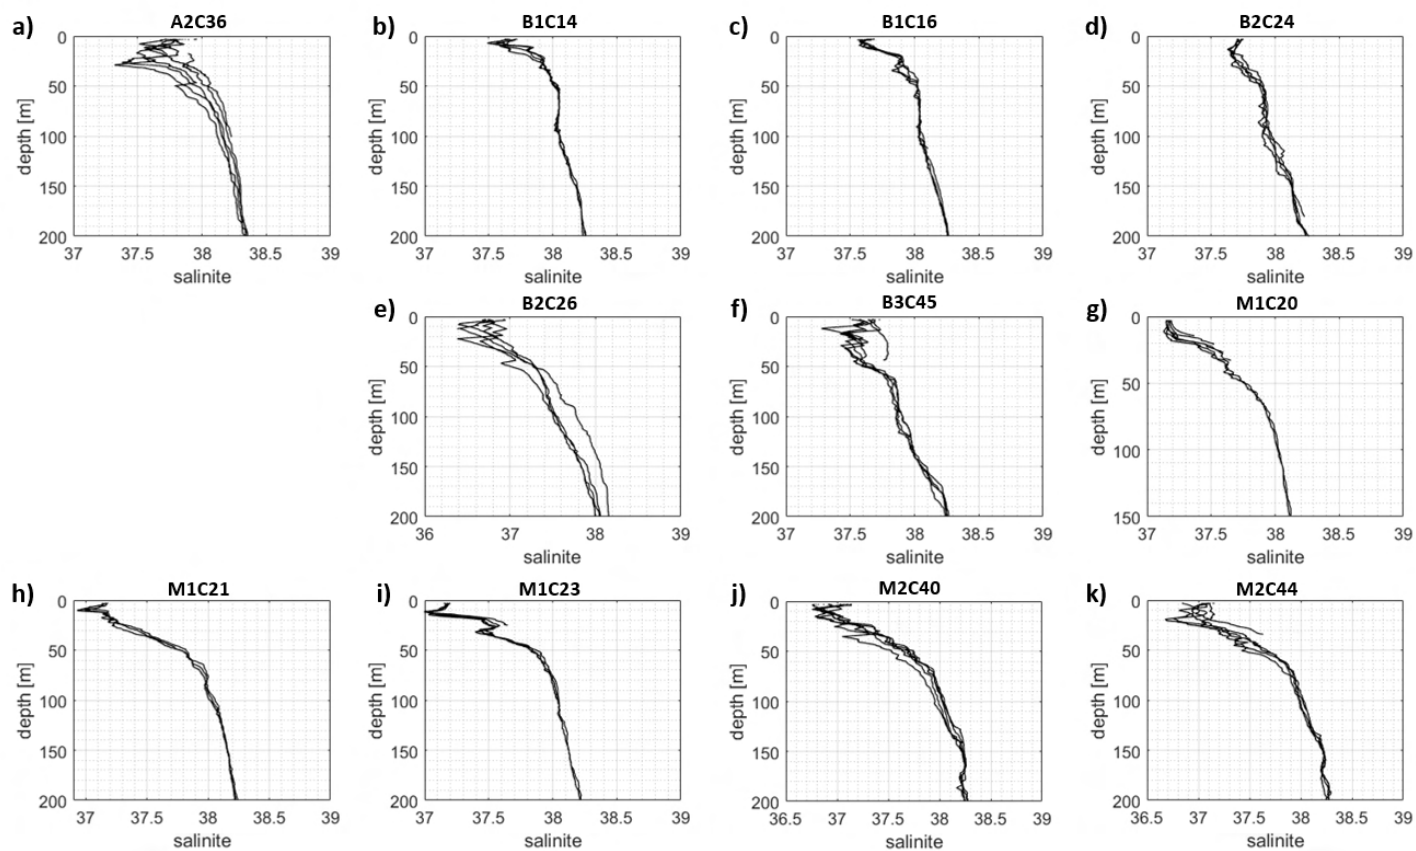 a) A2C36
0
50
100
150
200
depth [m]
37 37.5 38 38.5 39
salinite
b) B1C14
0
50
100
150
200
depth [m]
37 37.5 38 38.5 39
salinite
c) B1C16
0
50
100
150
200
depth [m]
37 37.5 38 38.5 39
salinite
d) B2C24
0
50
100
150
200
depth [m]
37 37.5 38 38.5 39
salinite
e) B2C26
0
50
100
150
200
depth [m]
36 37 38 39
salinite
f) B3C45
0
50
100
150
200
depth [m]
37 37.5 38 38.5 39
salinite
g) M1C20
0
50
100
150
depth [m]
37 37.5 38 38.5 39
salinite
h) M1C21
0
50
100
150
200
depth [m]
37 37.5 38 38.5 39
salinite
i) M1C23
0
50
100
150
200
depth [m]
37 37.5 38 38.5 39
salinite
j) M2C40
0
50
100
150
200
depth [m]
36.5 37 37.5 38 38.5 39
salinite
k) M2C44
0
50
100
150
200
depth [m]
36.5 37 37.5 38 38.5 39
salinite